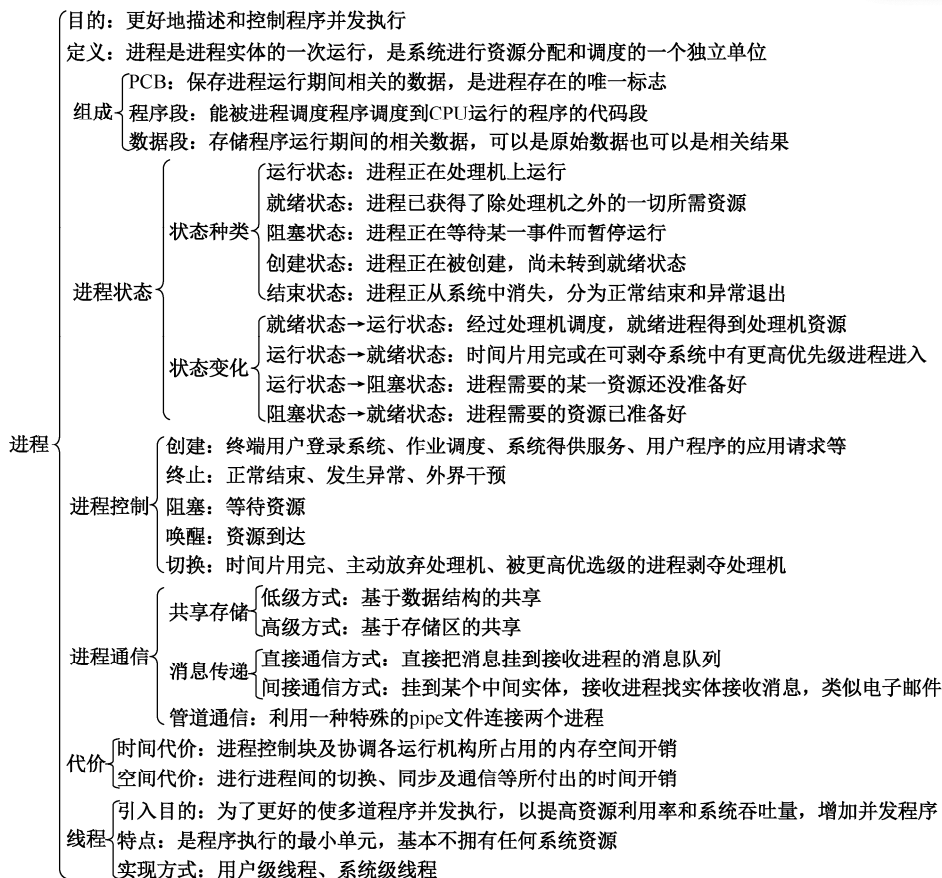 目的：更好地描述和控制程序并发执行
定义：进程是进程实体的一次运行，是系统进行资源分配和调度的一个独立单位
PCB：保存进程运行期间相关的数据，是进程存在的唯一标志
组成
程序段：能被进程调度程序调度到CPU运行的程序的代码段
数据段：存储程序运行期间的相关数据，可以是原始数据也可以是相关结果
运行状态：进程正在处理机上运行
就绪状态：进程已获得了除处理机之外的一切所需资源
状态种类
阻塞状态：进程正在等待某一事件而暂停运行
创建状态：进程正在被创建，尚未转到就绪状态
进程状态
结束状态：进程正从系统中消失，分为正常结束和异常退出
就绪状态→运行状态：经过处理机调度，就绪进程得到处理机资源
运行状态→就绪状态：时间片用完或在可剥夺系统中有更高优先级进程进入
状态变化
运行状态→阻塞状态：进程需要的某一资源还没准备好
阻塞状态→就绪状态：进程需要的资源已准备好
进程
创建：终端用户登录系统、作业调度、系统得供服务、用户程序的应用请求等
终止：正常结束、发生异常、外界干预
进程控制
阻塞：等待资源
唤醒：资源到达
切换：时间片用完、主动放弃处理机、被更高优选级的进程剥夺处理机
共享存储
低级方式：基于数据结构的共享
高级方式：基于存储区的共享
进程通信
消息传递
直接通信方式：直接把消息挂到接收进程的消息队列
间接通信方式：挂到某个中间实体，接收进程找实体接收消息，类似电子邮件
管道通信：利用一种特殊的pipe文件连接两个进程
代价
时间代价：进程控制块及协调各运行机构所占用的内存空间开销
空间代价：进行进程间的切换、同步及通信等所付出的时间开销
引入目的：为了更好的使多道程序并发执行，以提高资源利用率和系统吞吐量，增加并发程序
线程
特点：是程序执行的最小单元，基本不拥有任何系统资源
实现方式：用户级线程、系统级线程